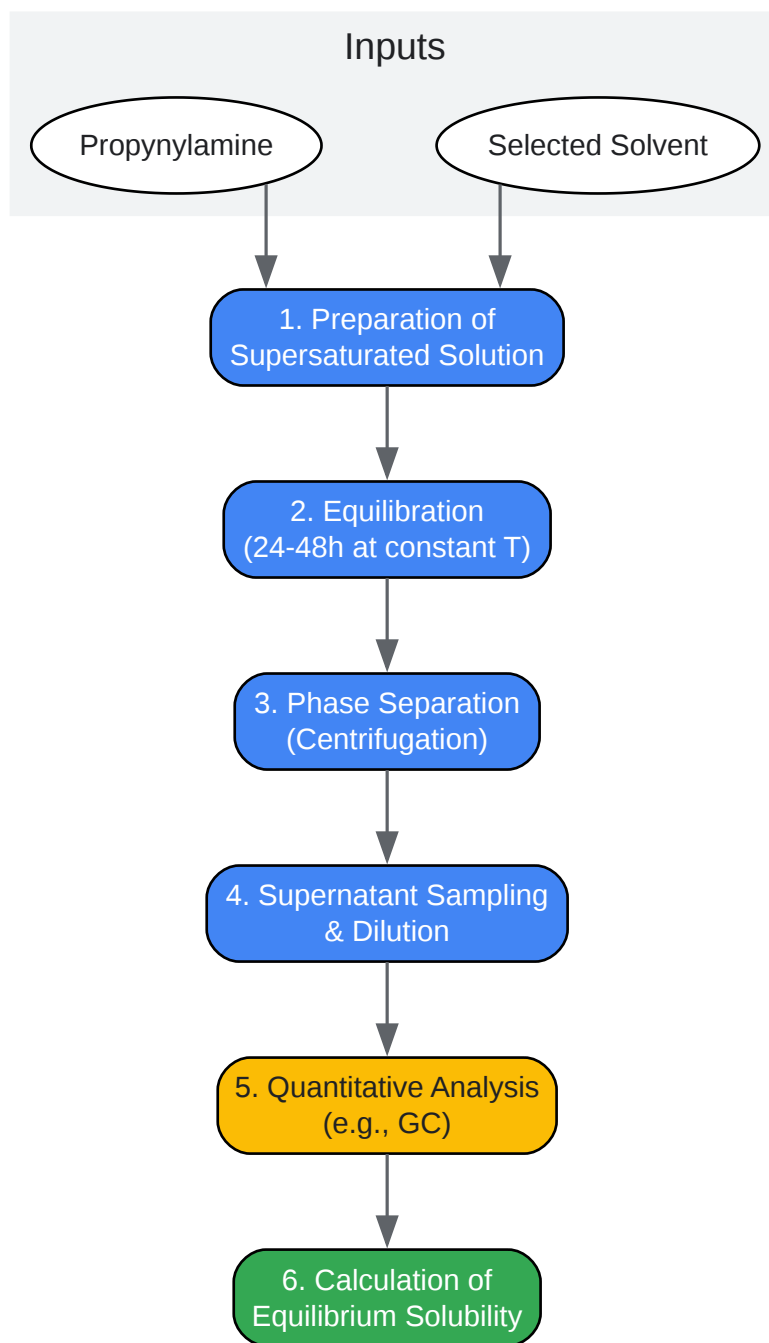 Inputs
Propynylamine
Selected Solvent
1. Preparation of
Supersaturated Solution
2. Equilibration
(24-48h at constant T)
3. Phase Separation
(Centrifugation)
4. Supernatant Sampling
& Dilution
5. Quantitative Analysis
(e.g., GC)
6. Calculation of
Equilibrium Solubility